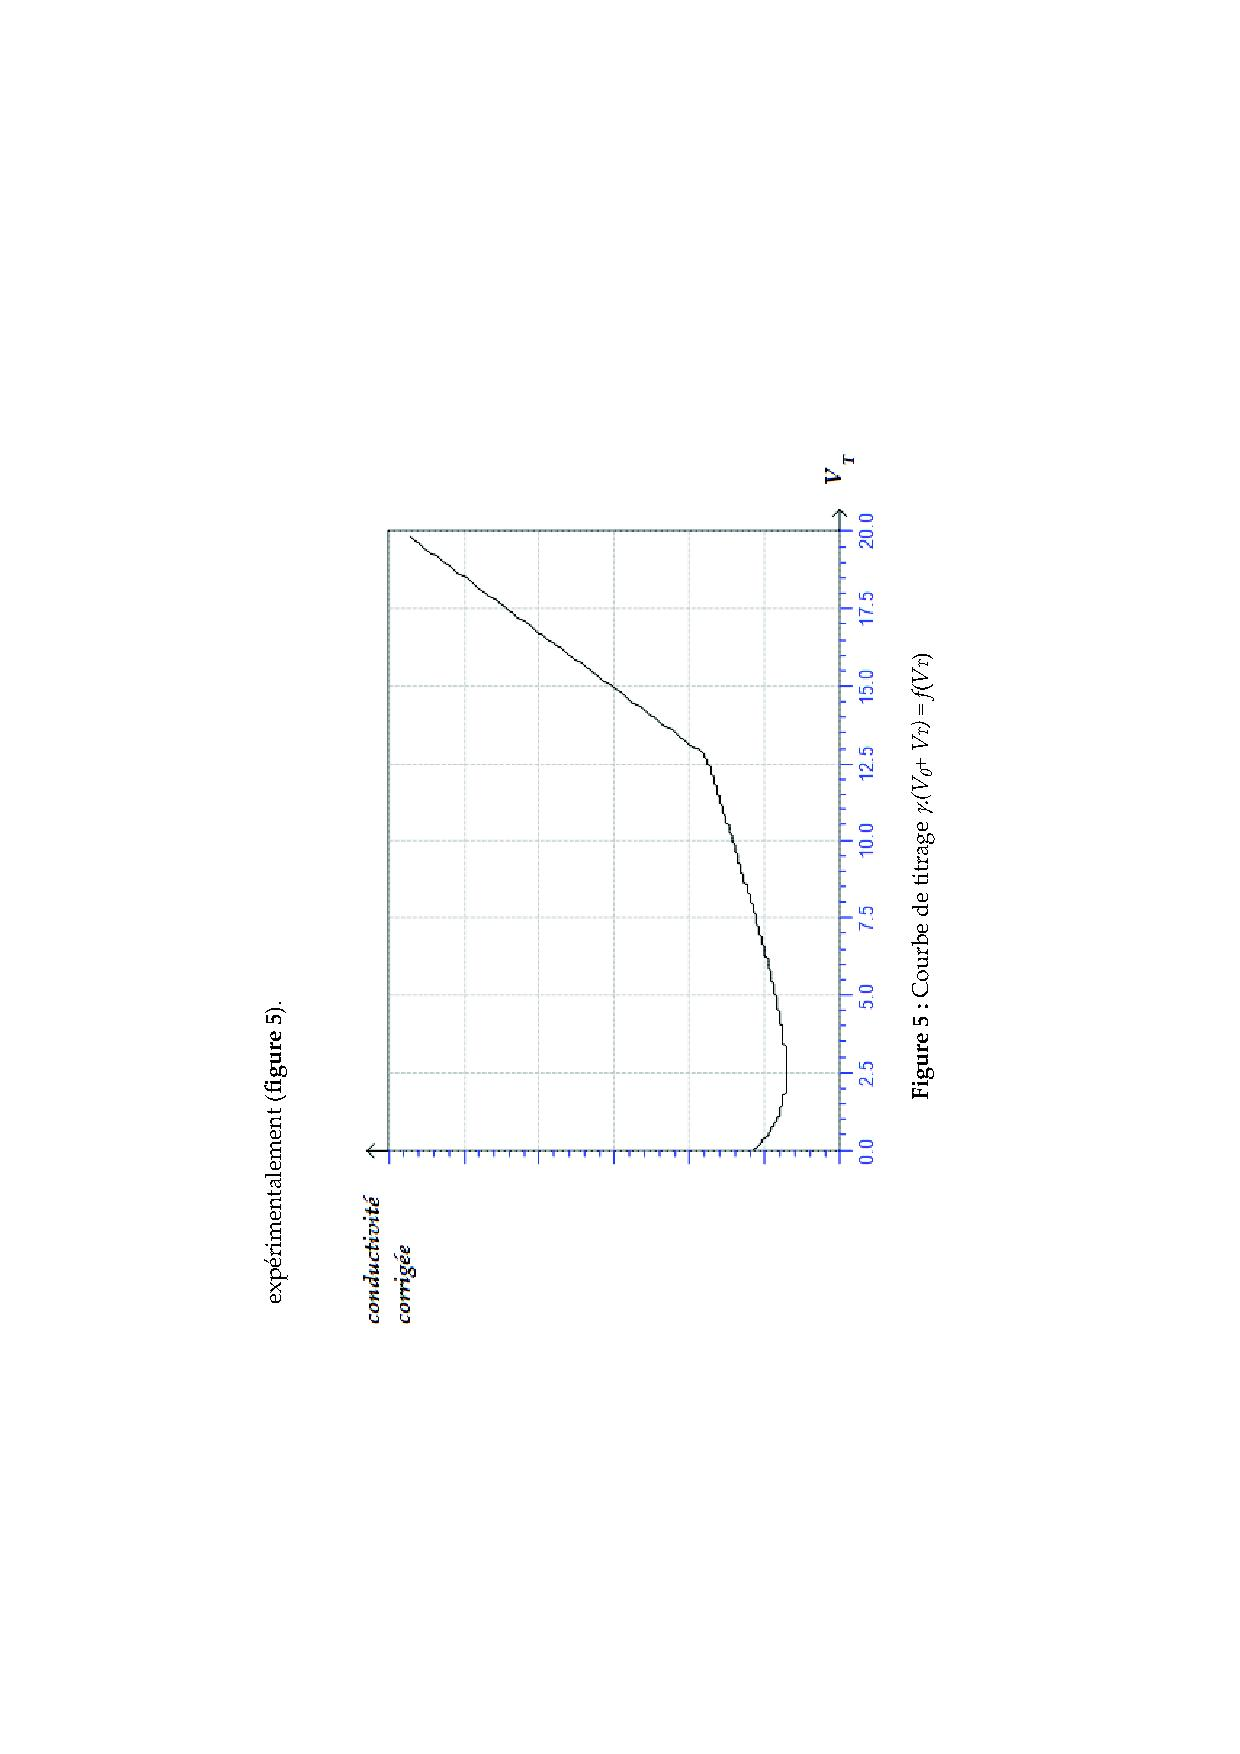 expérimentalement (figure 5).
conductivité
corrigée
0.0 2.5 5.0 7.5 10.0 12.5 15.0 17.5 20.0
V T
Figure 5 : Courbe de titrage γ.(V0+ VT) = f(VT)